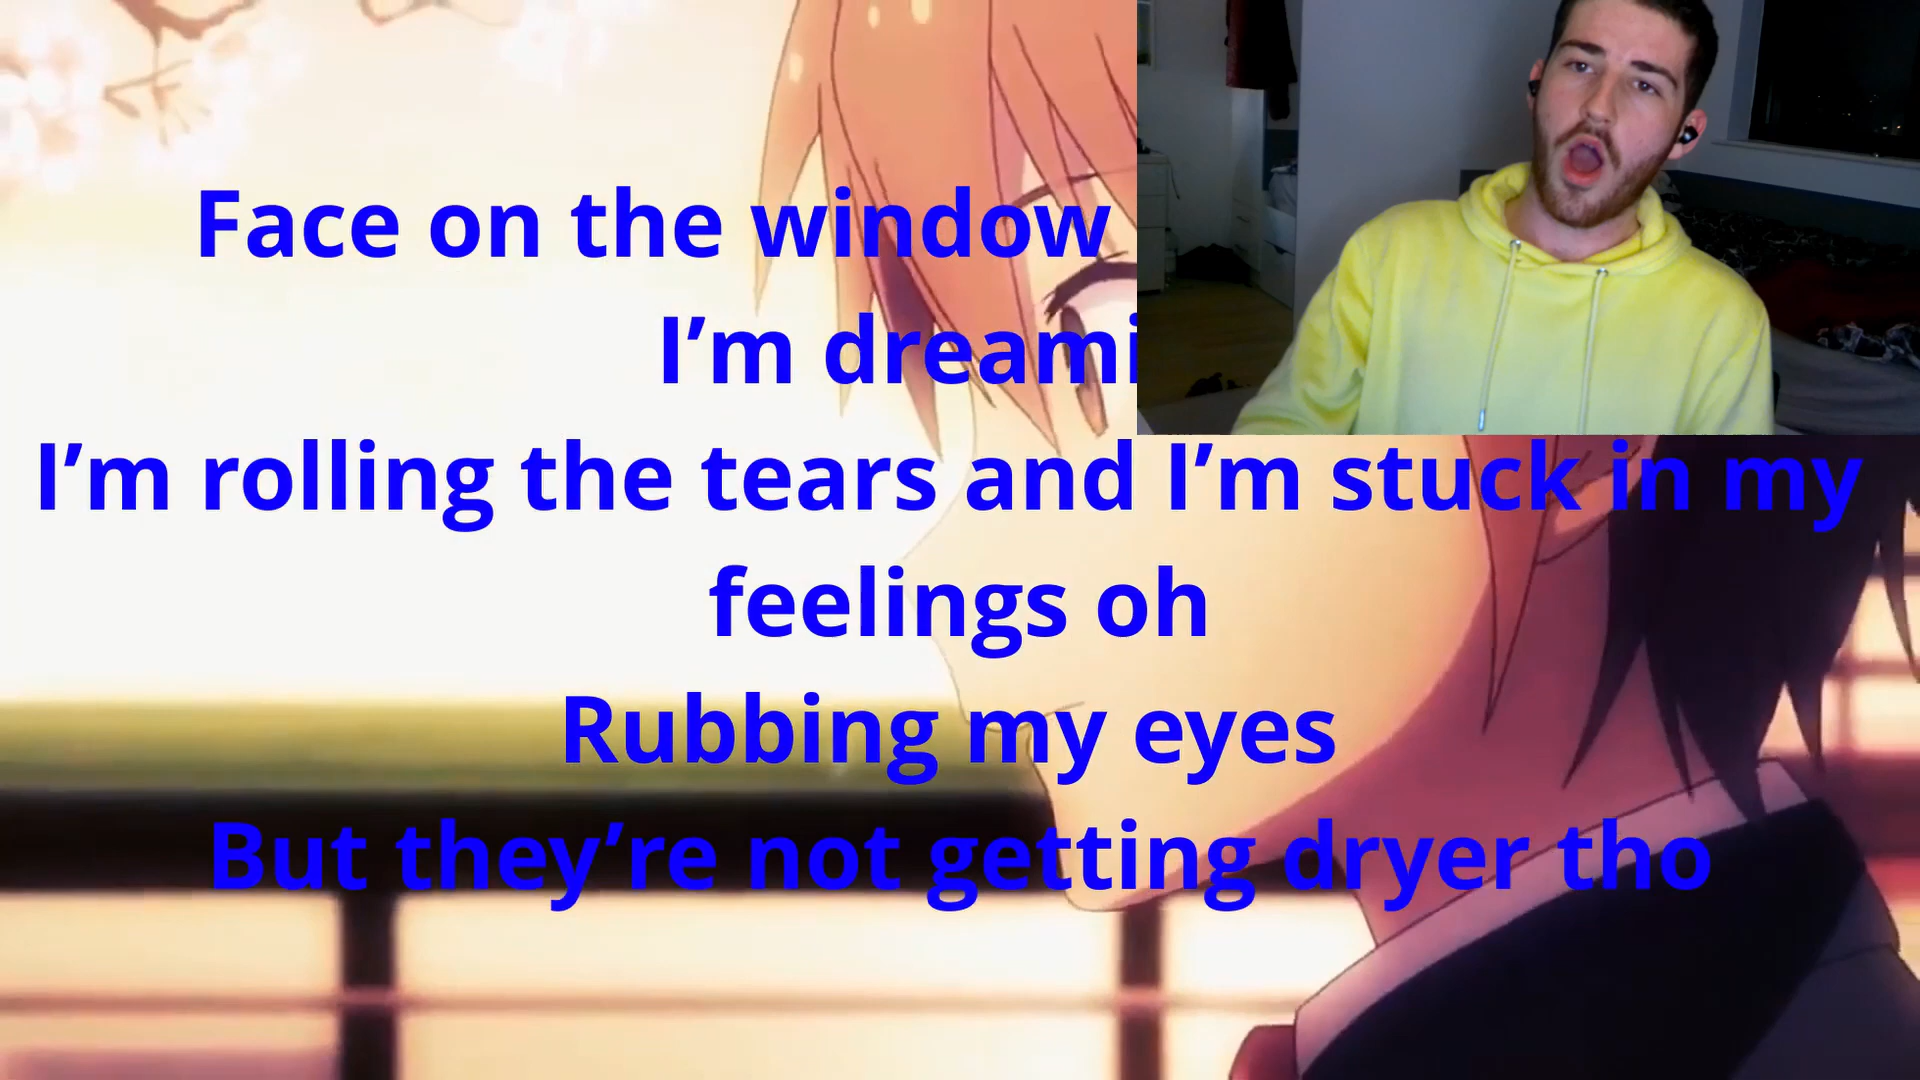 Face on the window
I’m
I’m rolling the tears and I’m stuck in my
feelings oh
Rubbing my eyes
But they’re not getting dryer tho